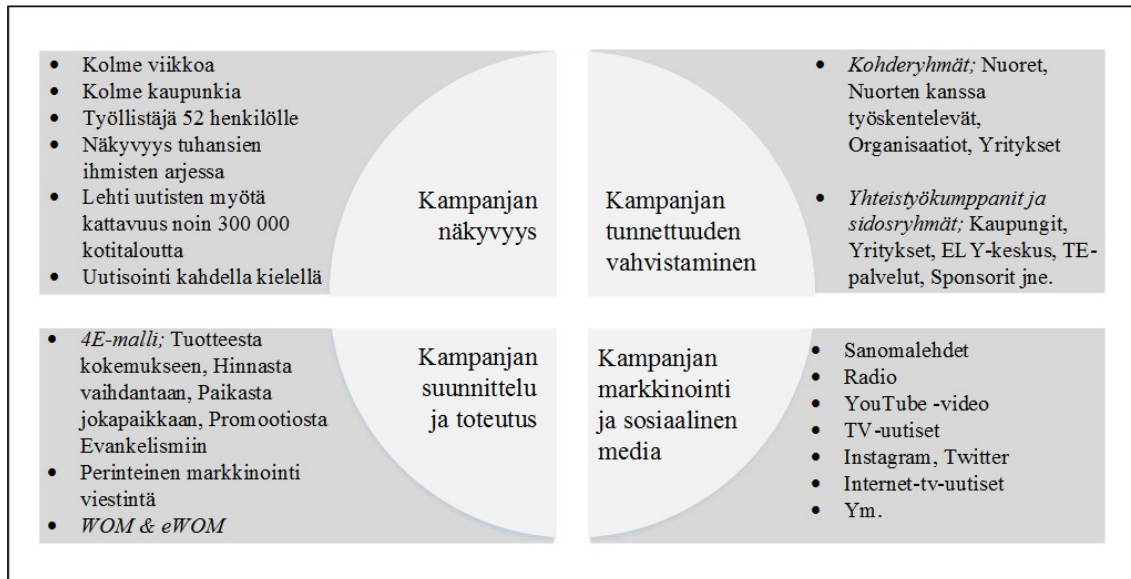 • Kolme viikkoa
• Kolme kaupunkia
• Työllistäjä 52 henkilölle
• Näkyvyys tuhansien
ihmisten arjessa
• Lehti uutisten myötä
kattavuus noin 300 000
kotitaloutta
• Uutisointi kahdella kielellä
Kampanjan
näkyvyys
Kampanjan
tunnettuuden
vahvistaminen
• Kohderyhmät; Nuoret,
Nuorten kanssa
työskentelevät,
Organisaatiot, Yritykset
• Yhteistyökumppanit ja
sidosryhmät; Kaupungit,
Yritykset, ELY-keskus, TE-
palvelut, Sponsorit jne.
• 4E-malli; Tuotteesta
kokemukseen, Hinnasta
vaihdantaan, Paikasta
jokapaikkaan, Promootiosta
Evankelismiin
• Perinteinen markkinointi
viestintä
• WOM & eWOM
Kampanjan
suunnittelu
ja toteutus
Kampanjan
markkinointi
ja sosiaalinen
media
• Sanomalehdet
• Radio
• YouTube -video
• TV-uutiset
• Instagram, Twitter
• Internet-tv-uutiset
• Ym.